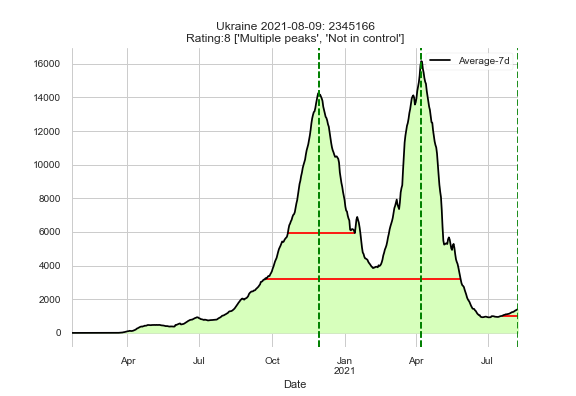 Ukraine 2021-08-09: 2345166
Rating:8 ['Multiple peaks', 'Not in control']
Average-7d
16000
14000
12000
10000
8000
6000
4000
2000
0
Apr
Jul
Oct
Jan
2021
Apr
Jul
Date